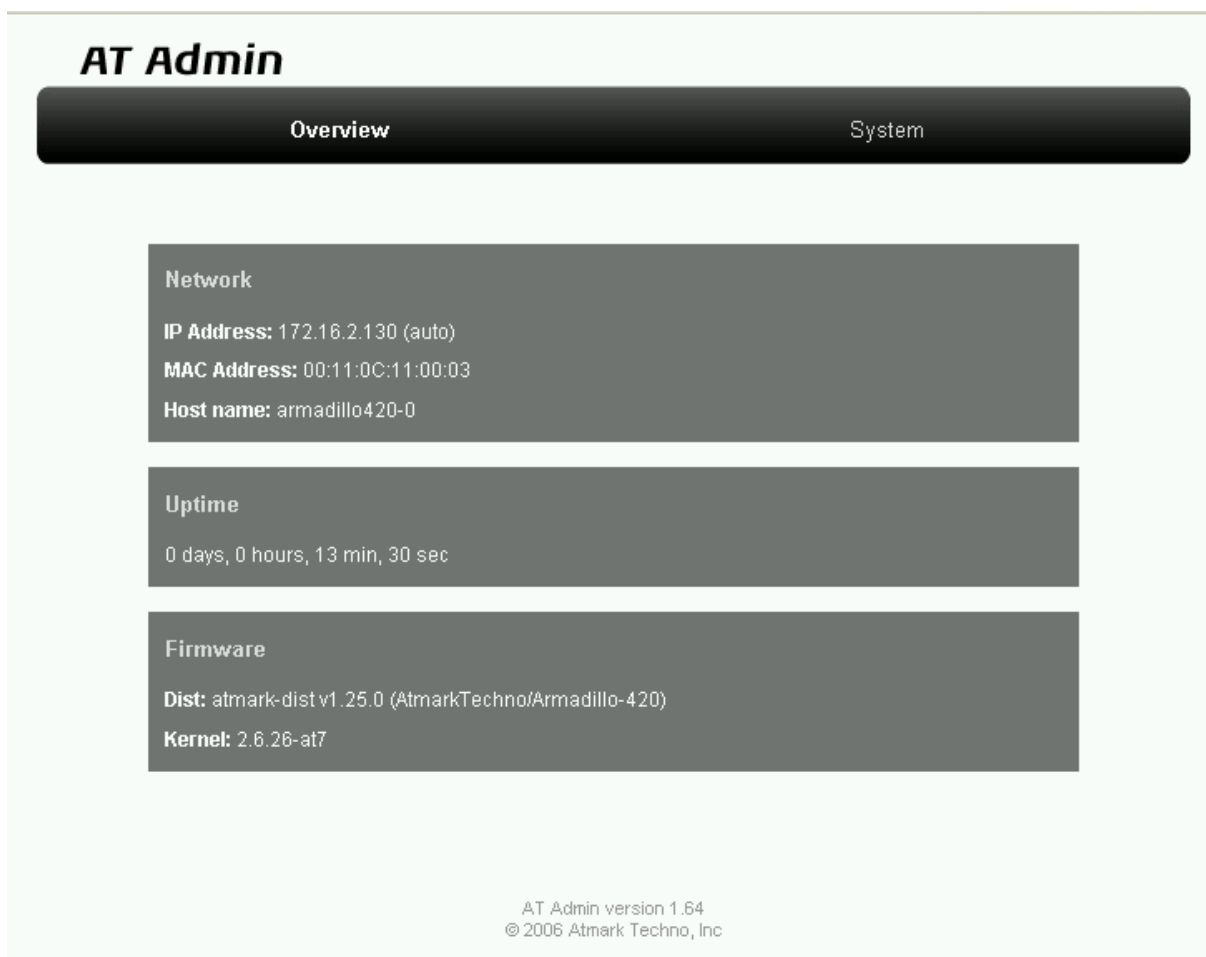 AT Admin
Overview System
Network
IP Address: 172.16.2.130 (auto)
MAC Address: 00:11:0C:11:00:03
Host name: armadillo420-0
Uptime
0 days, 0 hours, 13 min, 30 sec
Firmware
Dist: atmark-dist v1.25.0 (AtmarkTechno/Armadillo-420)
Kernel: 2.6.26-at7
AT Admin version 1.64
© 2006 Atmark Techno, Inc